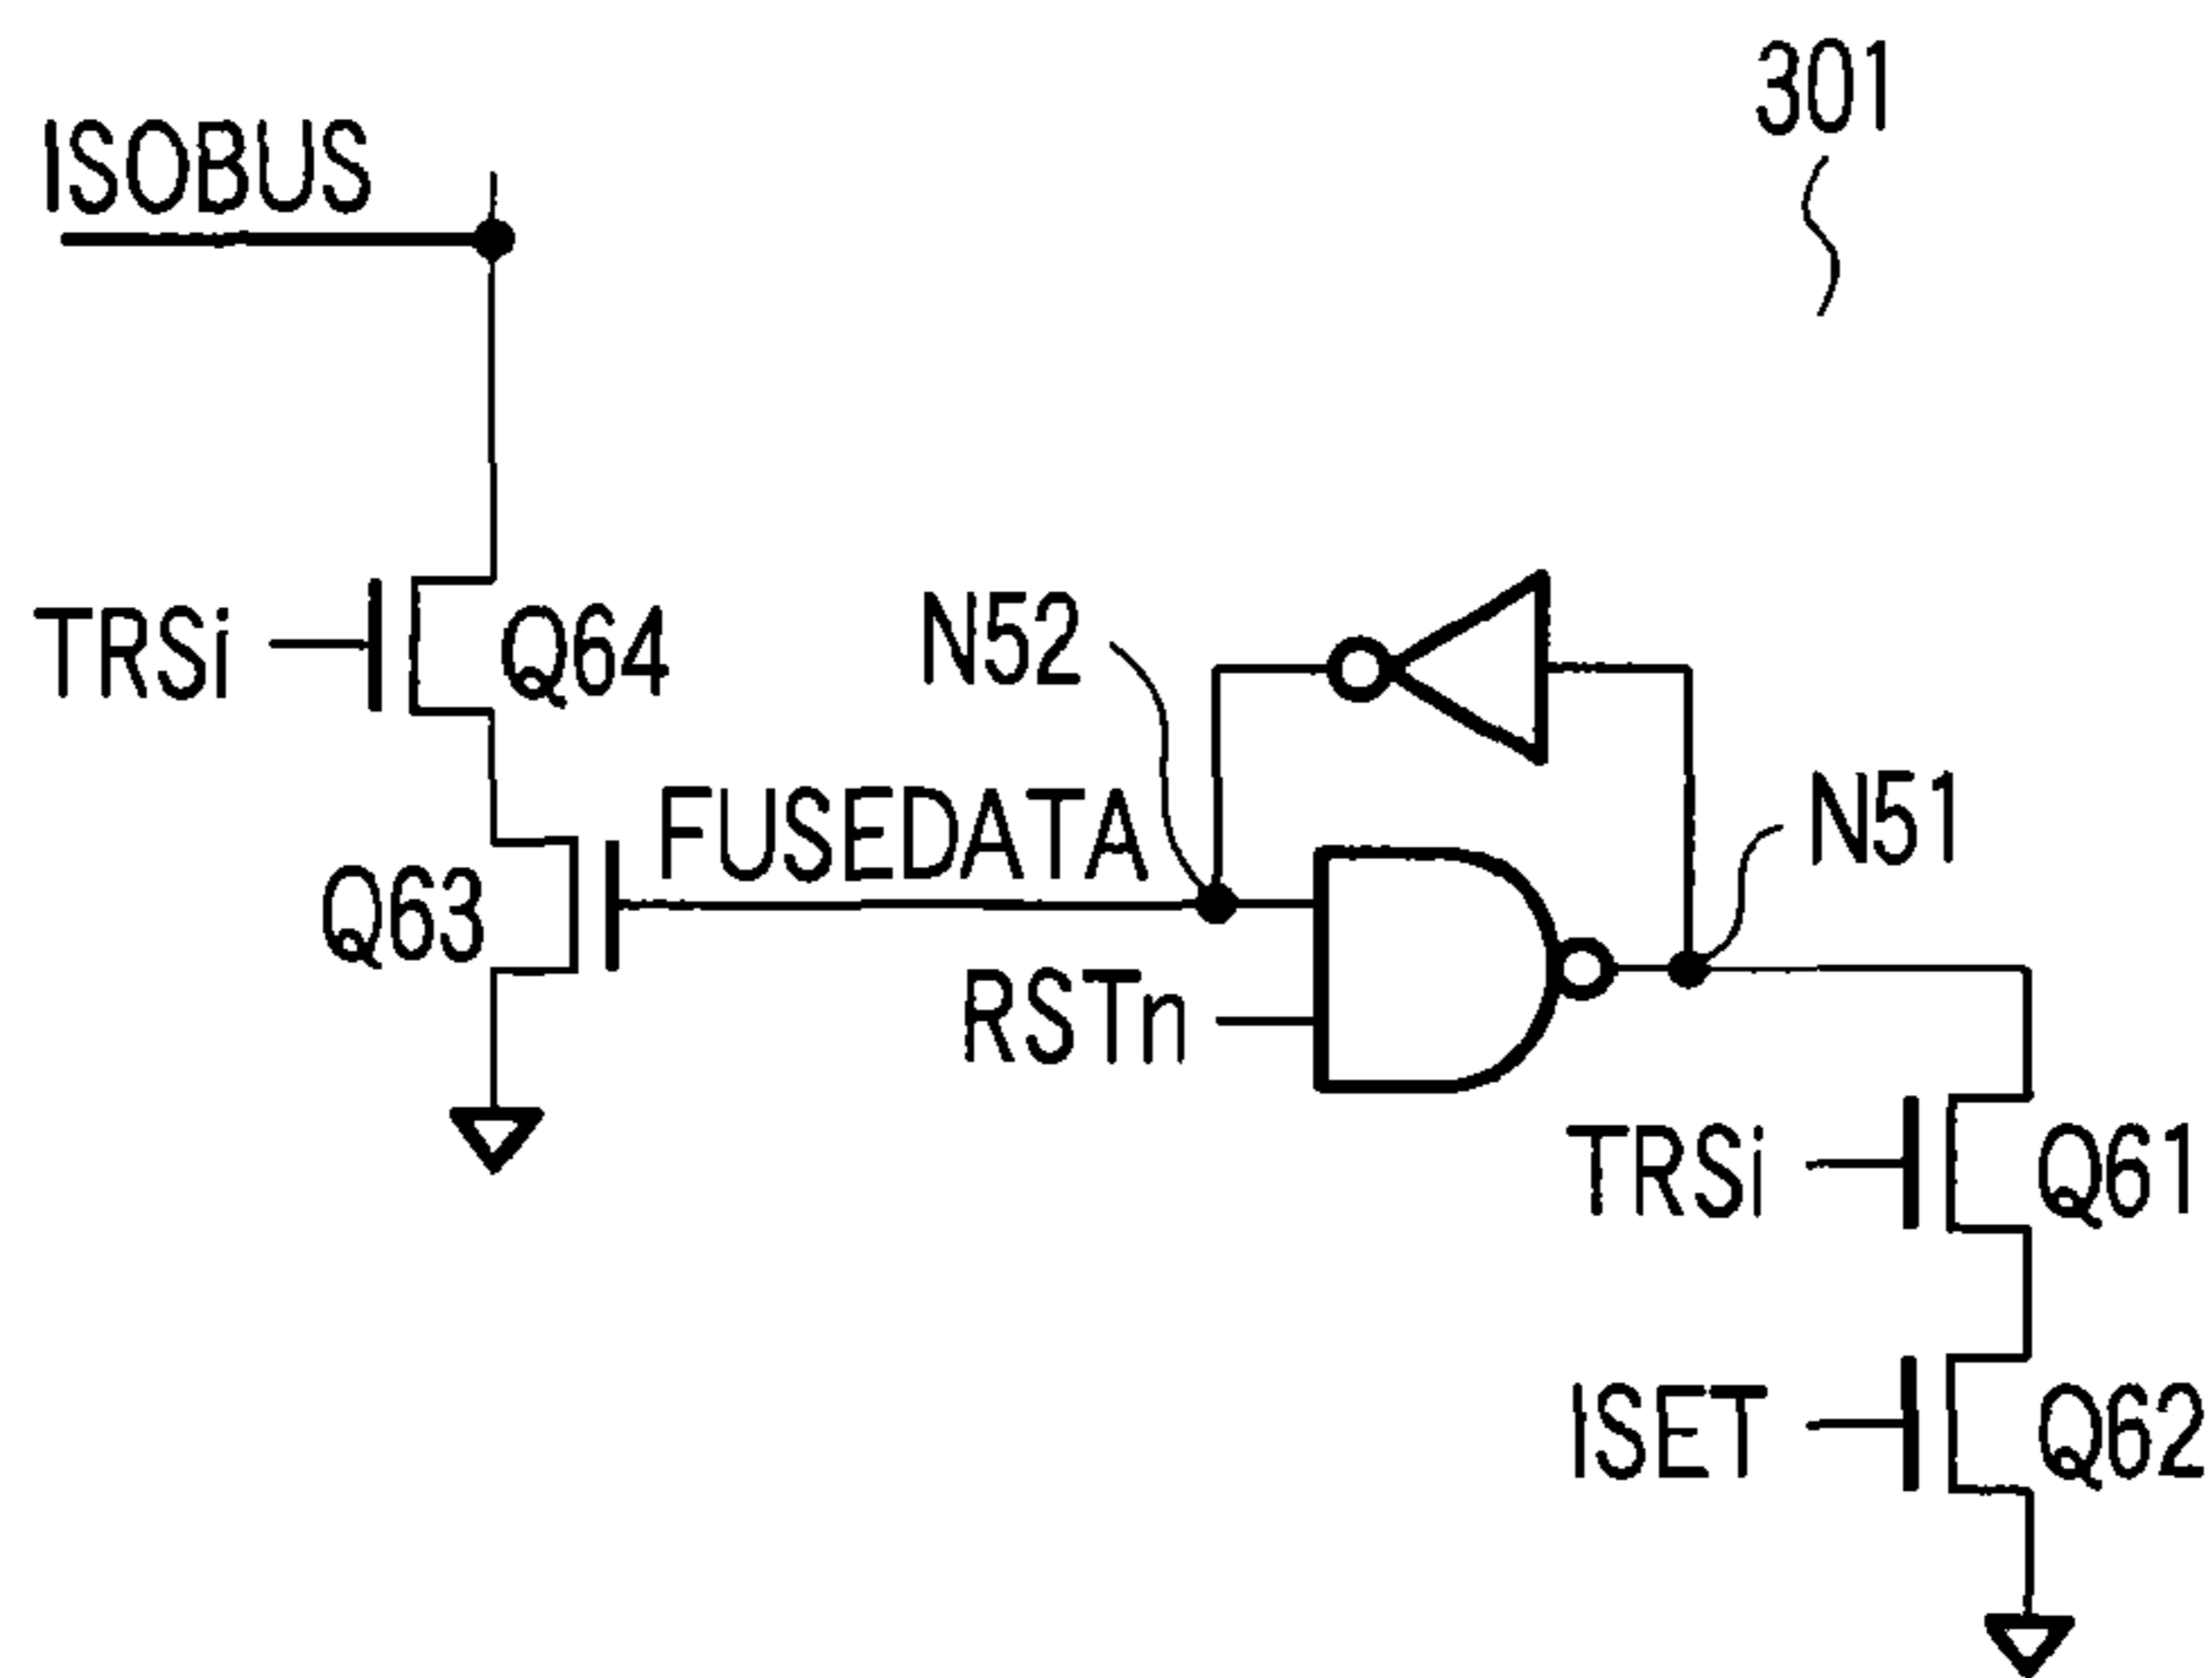 301
ISOBUS
TRSi
Q64
N52
FUSEDATA
N51
Q63
RSTn
TRSi
Q61
ISET
Q62